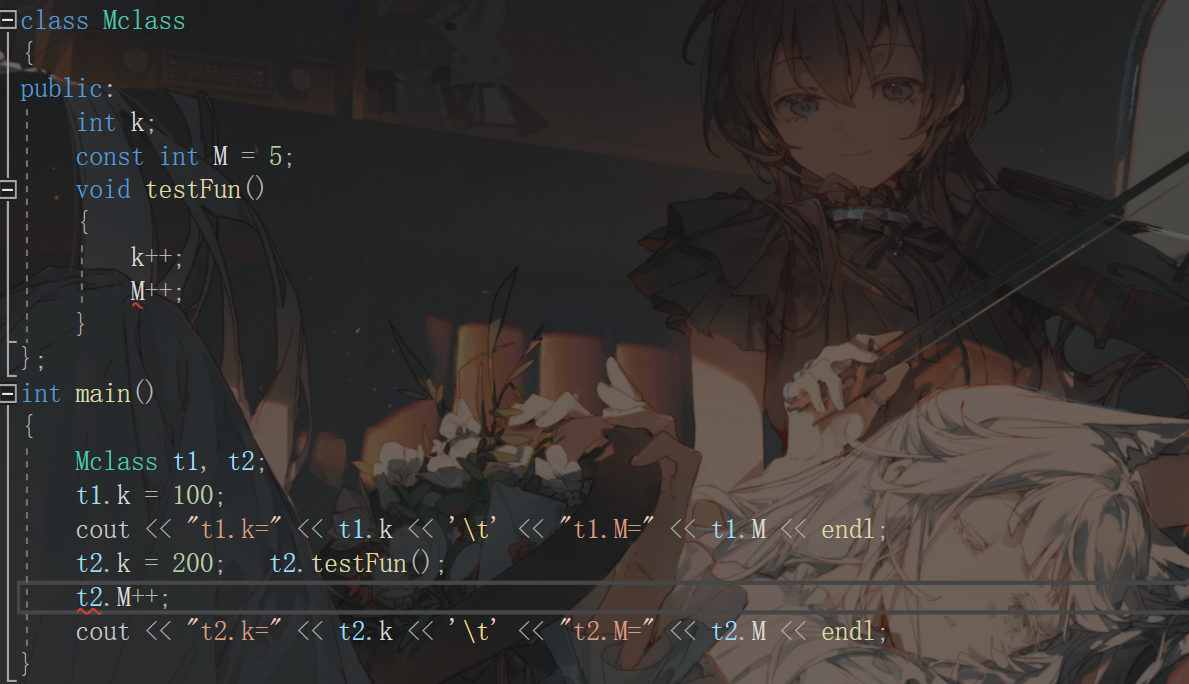 class Mclass
{
public:
    int k;
    const int M = 5;
    void testFun()
    {
        k++;
        M++;
    }
};
int main()
{
    Mclass t1, t2;
    t1.k = 100;
    cout << "t1.k=" << t1.k << '\t' << "t1.M=" << t1.M << endl;
    t2.k = 200;   t2.testFun();
    t2.M++;
    cout << "t2.k=" << t2.k << '\t' << "t2.M=" << t2.M << endl;
}